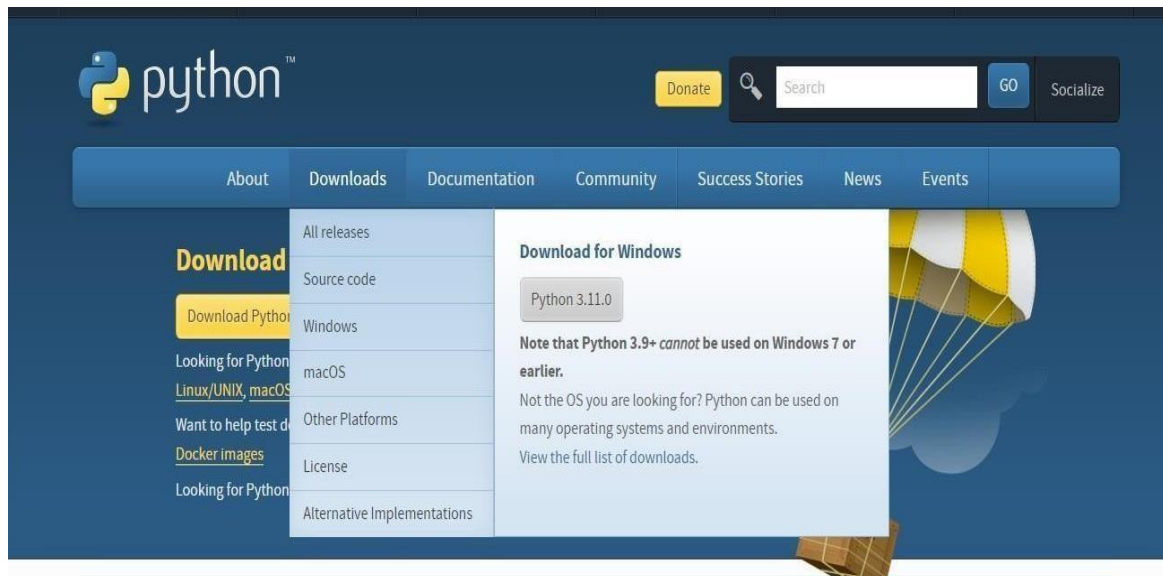 python™
Donate
Search
GO
Socialize
About Downloads Documentation Community Success Stories News Events
Download
Download Python
Looking for Python
Linux/UNIX, macOS
Want to help test
Docker images
Looking for Python
All releases
Source code
Windows
macOS
Other Platforms
License
Alternative Implementations
Download for Windows
Python 3.11.0
Note that Python 3.9+ cannot be used on Windows 7 or
earlier.
Not the OS you are looking for? Python can be used on
many operating systems and environments.
View the full list of downloads.